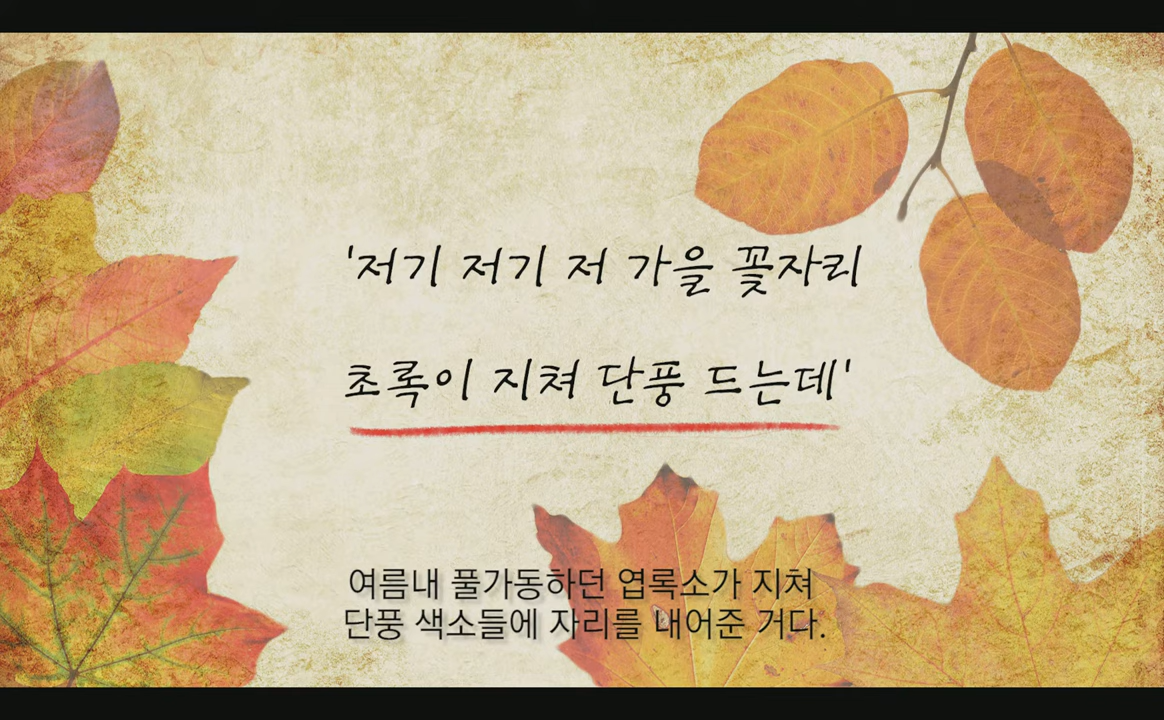 '저기 저기 저 가을 꽃자리
초록이 지쳐 단풍 드는데'
여름내 풀가동하던 엽록소가 지쳐
단풍 색소들에 자리를 내어준 거다.